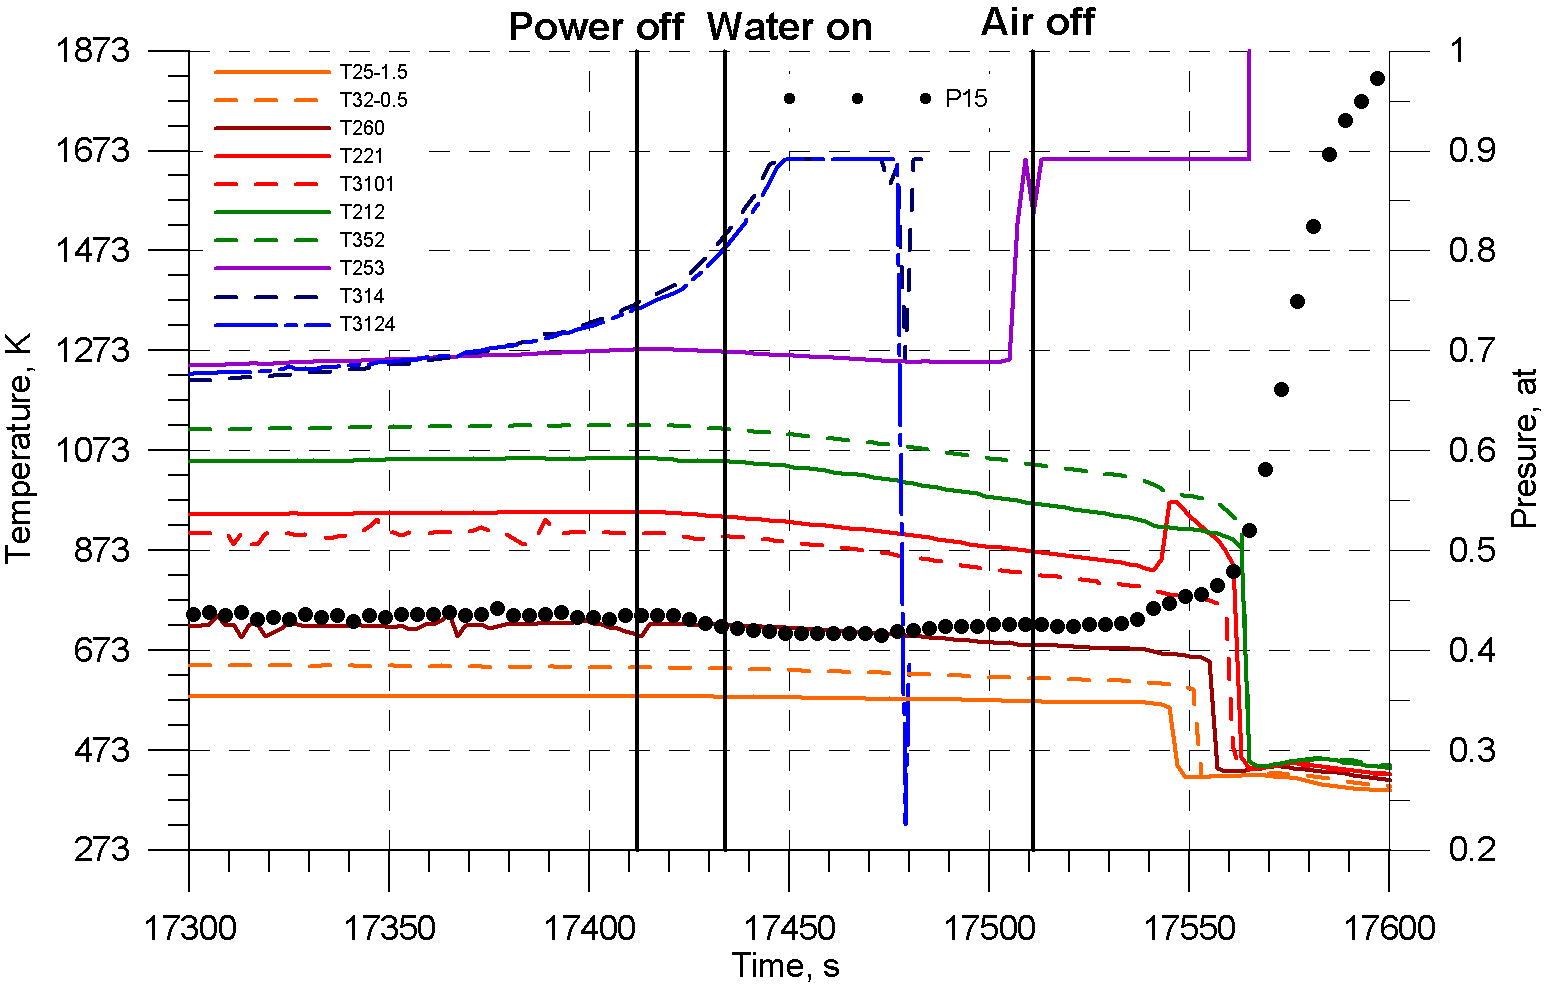 Power off Water on Air off
1873
1673
1473
1273
1073
873
673
473
273
Temperature, K
T25-1.5
T32-0.5
T260
T221
T3101
T212
T352
T253
T314
T3124
P15
1
0.9
0.8
0.7
0.6
0.5
0.4
0.3
0.2
Presure, at
17300 17350 17400 17450 17500 17550 17600
Time, s